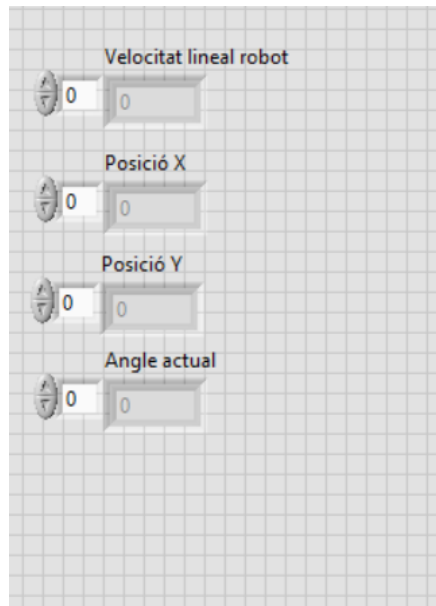 Velocitat lineal robot
0 0
Posició X
0 0
Posició Y
0 0
Angle actual
0 0